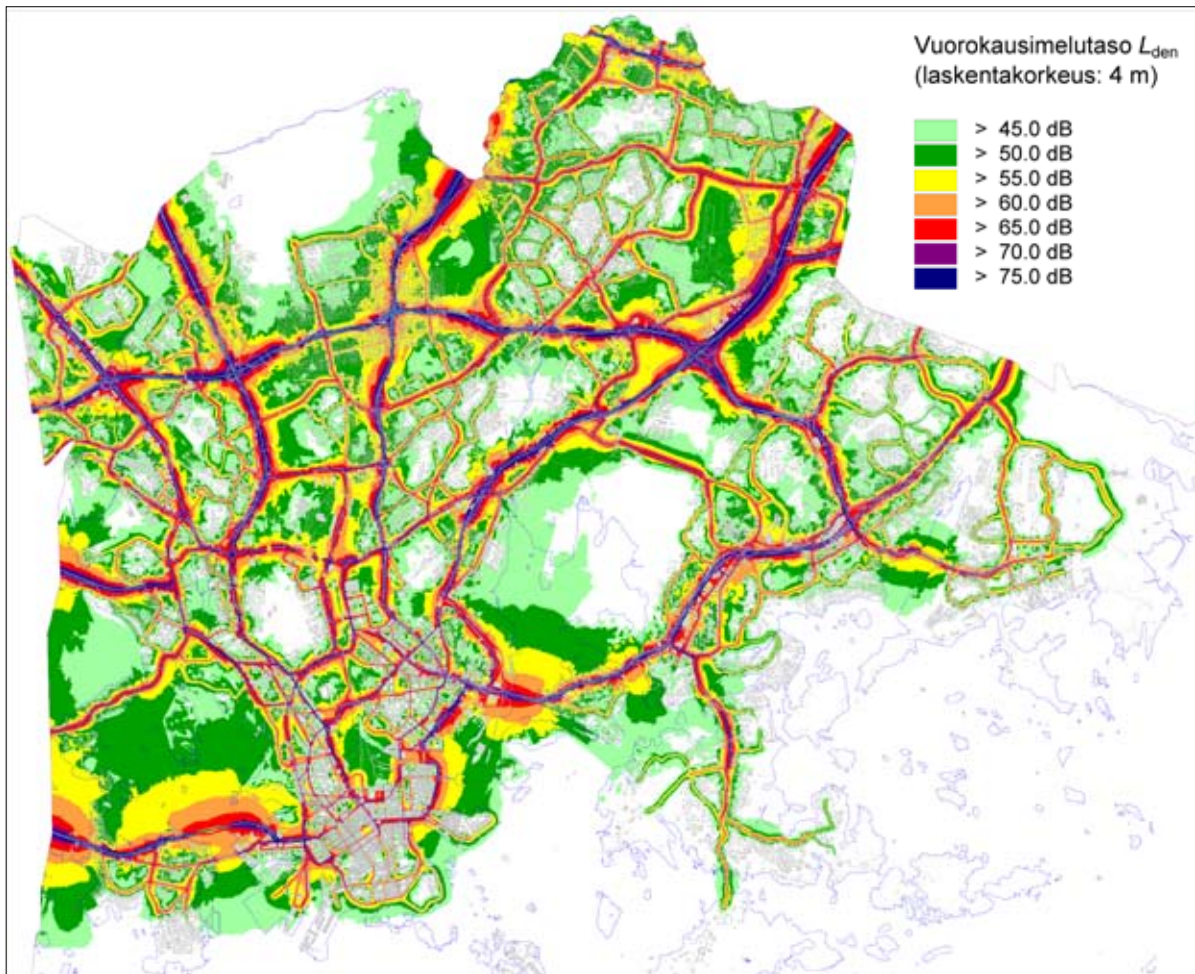 Vuorokausimelutaso Lden
(laskentakorkeus: 4 m)
> 45.0 dB
> 50.0 dB
> 55.0 dB
> 60.0 dB
> 65.0 dB
> 70.0 dB
> 75.0 dB